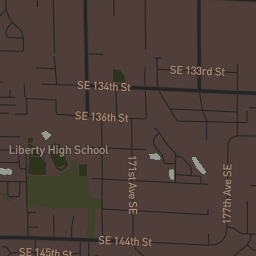 SE 133rd St
SE 134th St
SE 136th St
Liberty High School
171st Ave SE
177th Ave SE
SE 144th St
SE 145th St